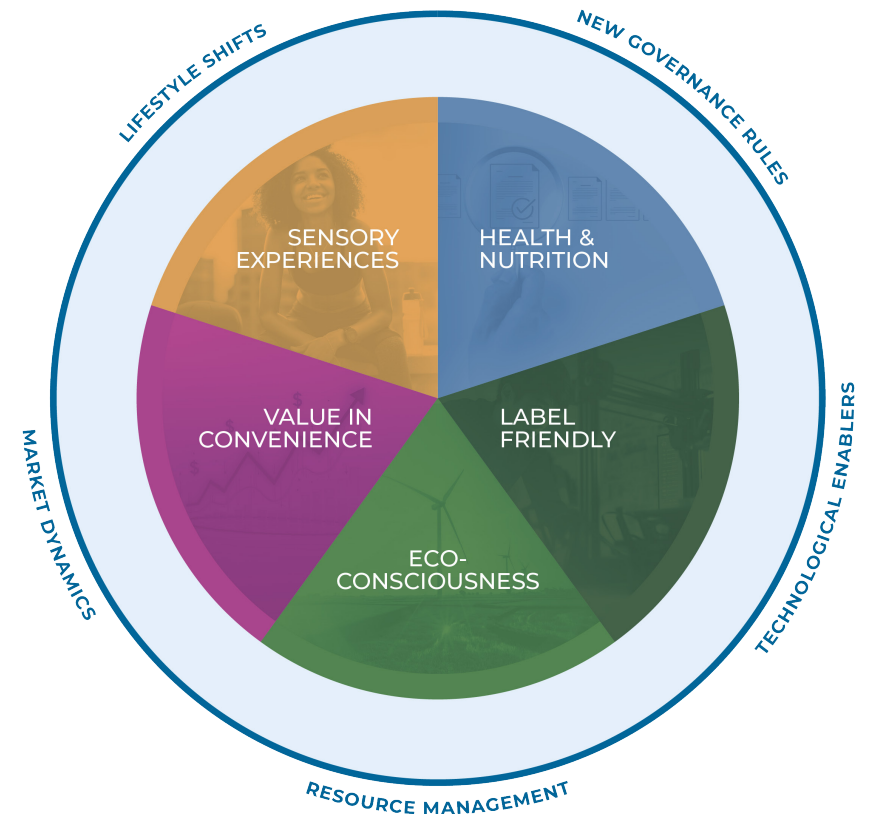 LIFESTYLE SHIFTS
NEW GOVERNANCE RULES
SENSORY
EXPERIENCES
HEALTH &
NUTRITION
VALUE IN
CONVENIENCE
LABEL
FRIENDLY
ECO-
CONSCIOUSNESS
MARKET DYNAMICS
TECHNOLOGICAL ENABLERS
RESOURCE MANAGEMENT